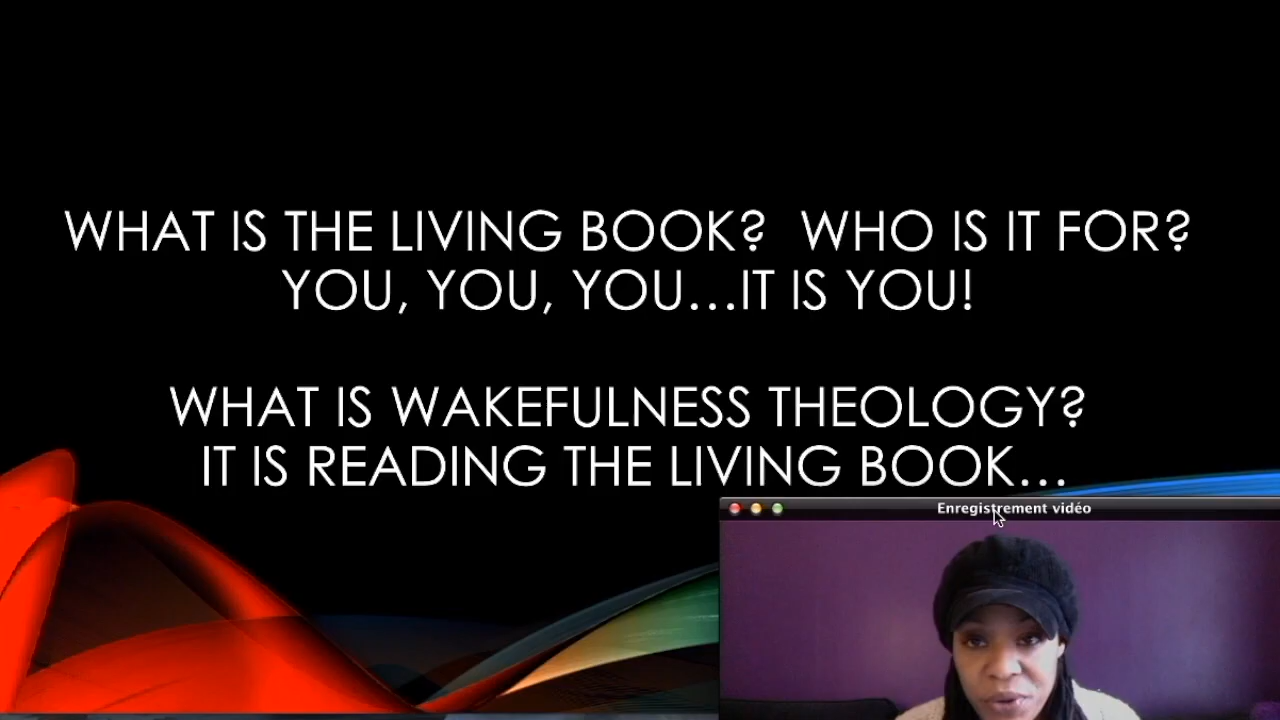 WHAT IS THE LIVING BOOK? WHO IS IT FOR?
YOU, YOU, YOU...IT IS YOU!
WHAT IS WAKEFULNESS THEOLOGY?
IT IS READING THE LIVING BOOK...
Enregistrement vidéo